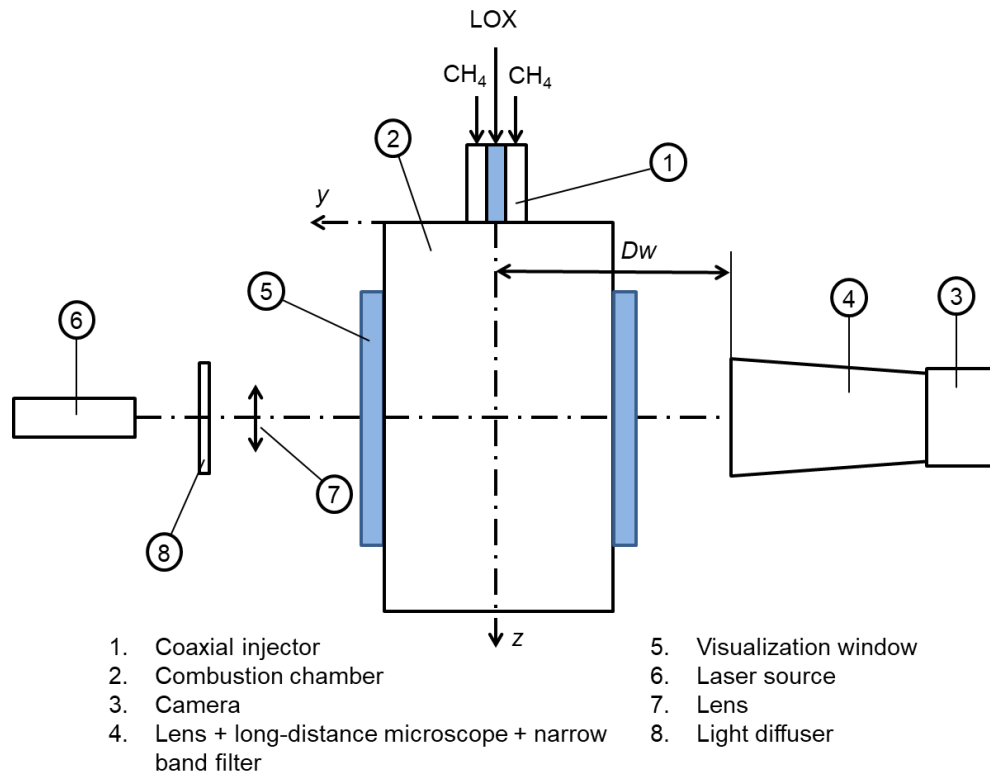 LOX
CH₄ CH₄
2
1
y
Dw
5
4
3
6
7
8
z
1. Coaxial injector
2. Combustion chamber
3. Camera
4. Lens + long-distance microscope + narrow
band filter
5. Visualization window
6. Laser source
7. Lens
8. Light diffuser